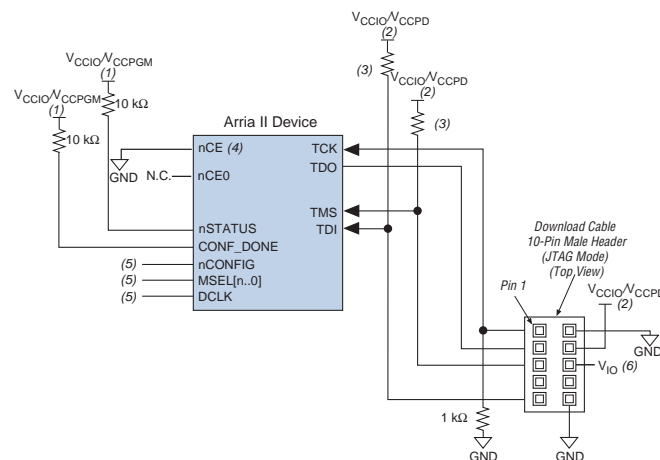 VCCIO/VCCPD
(2)
(3)
VCCIO/VCCPD
(2)
(3)
VCCIO/VCCPGM
(1)
10 kΩ
VCCIO/VCCPGM
(1)
10 kΩ
Arria II Device
nCE (4)
TCK
GND
TDO
N.C.
nCE0
TMS
nSTATUS
TDI
CONF_DONE
(5)
nCONFIG
(5)
MSEL[n..0]
(5)
DCLK
Download Cable
10-Pin Male Header
(JTAG Mode)
(Top View)
Pin 1
VCCIO/VCCPD
(2)
GND
VIO (6)
1 kΩ
GND
GND